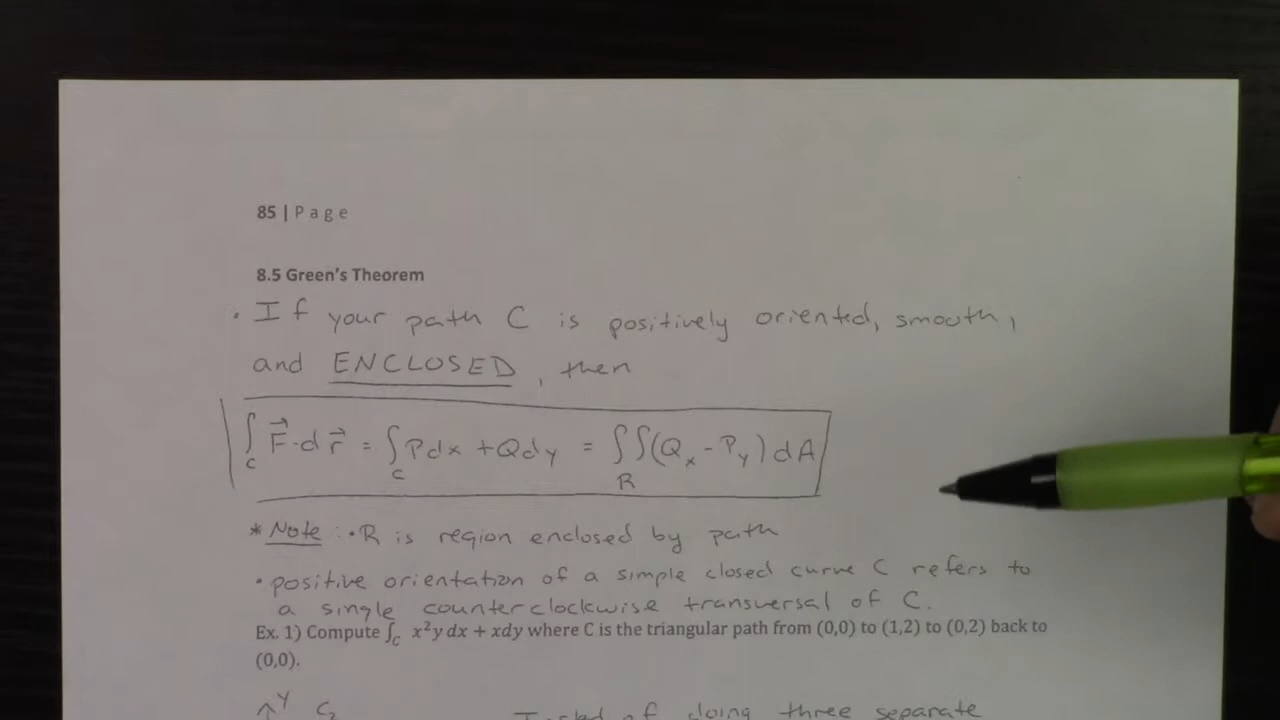 85 | P a g e
8.5 Green's Theorem
• If your path C is positively oriented, smooth,
and ENCLOSED, then
∫_C F⃗ · d r⃗ = ∫_C Pdx + Qdy = ∬_R (Q_x - P_y) dA
* Note: • R is region enclosed by path
• positive orientation of a simple closed curve C refers to
a single counterclockwise transversal of C.
Ex. 1) Compute ∫_C x²y dx + xdy where C is the triangular path from (0,0) to (1,2) to (0,2) back to
(0,0).
y C₂
of doing three separate